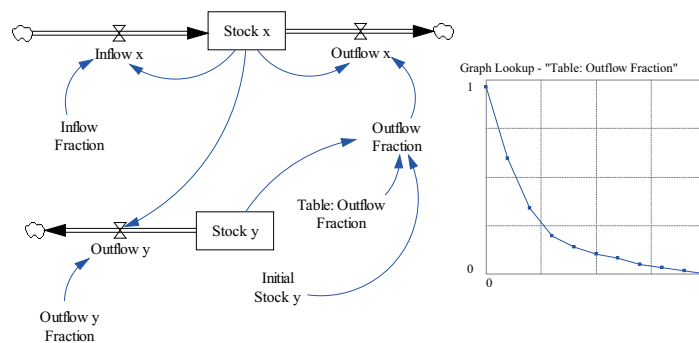 Stock x
Inflow x
Outflow x
Inflow
Fraction
Outflow
Fraction
Table: Outflow
Fraction
Stock y
Outflow y
Initial
Stock y
Outflow y
Fraction
Graph Lookup - "Table: Outflow Fraction"
1
0
0